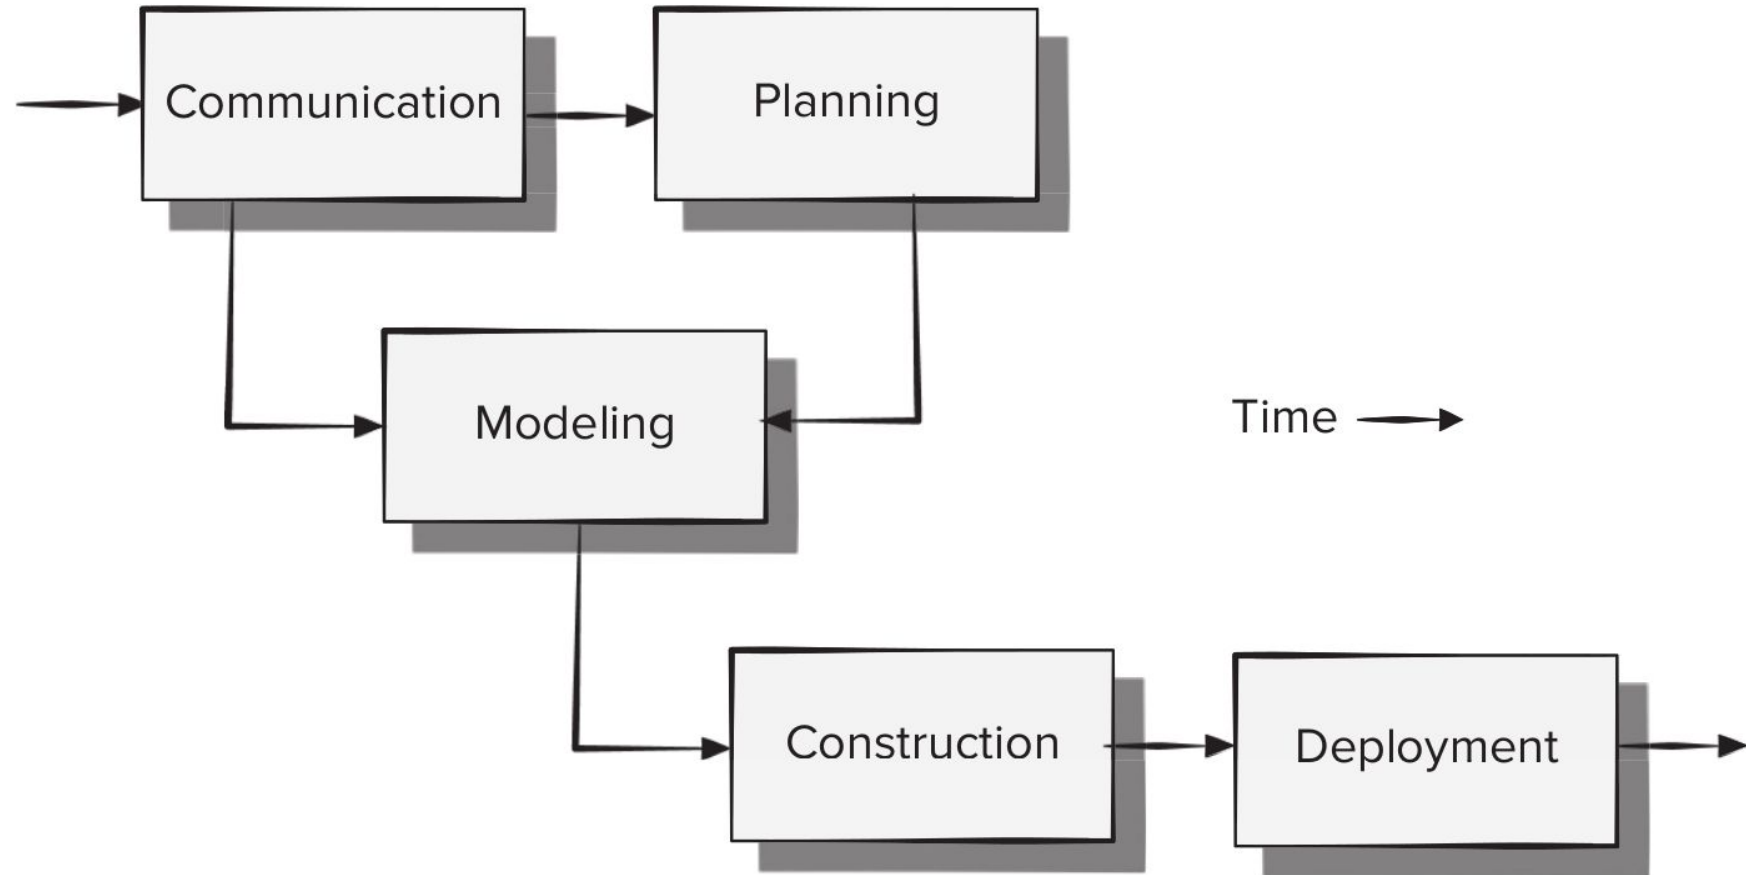 Communication
Planning
Modeling
Time
Construction
Deployment